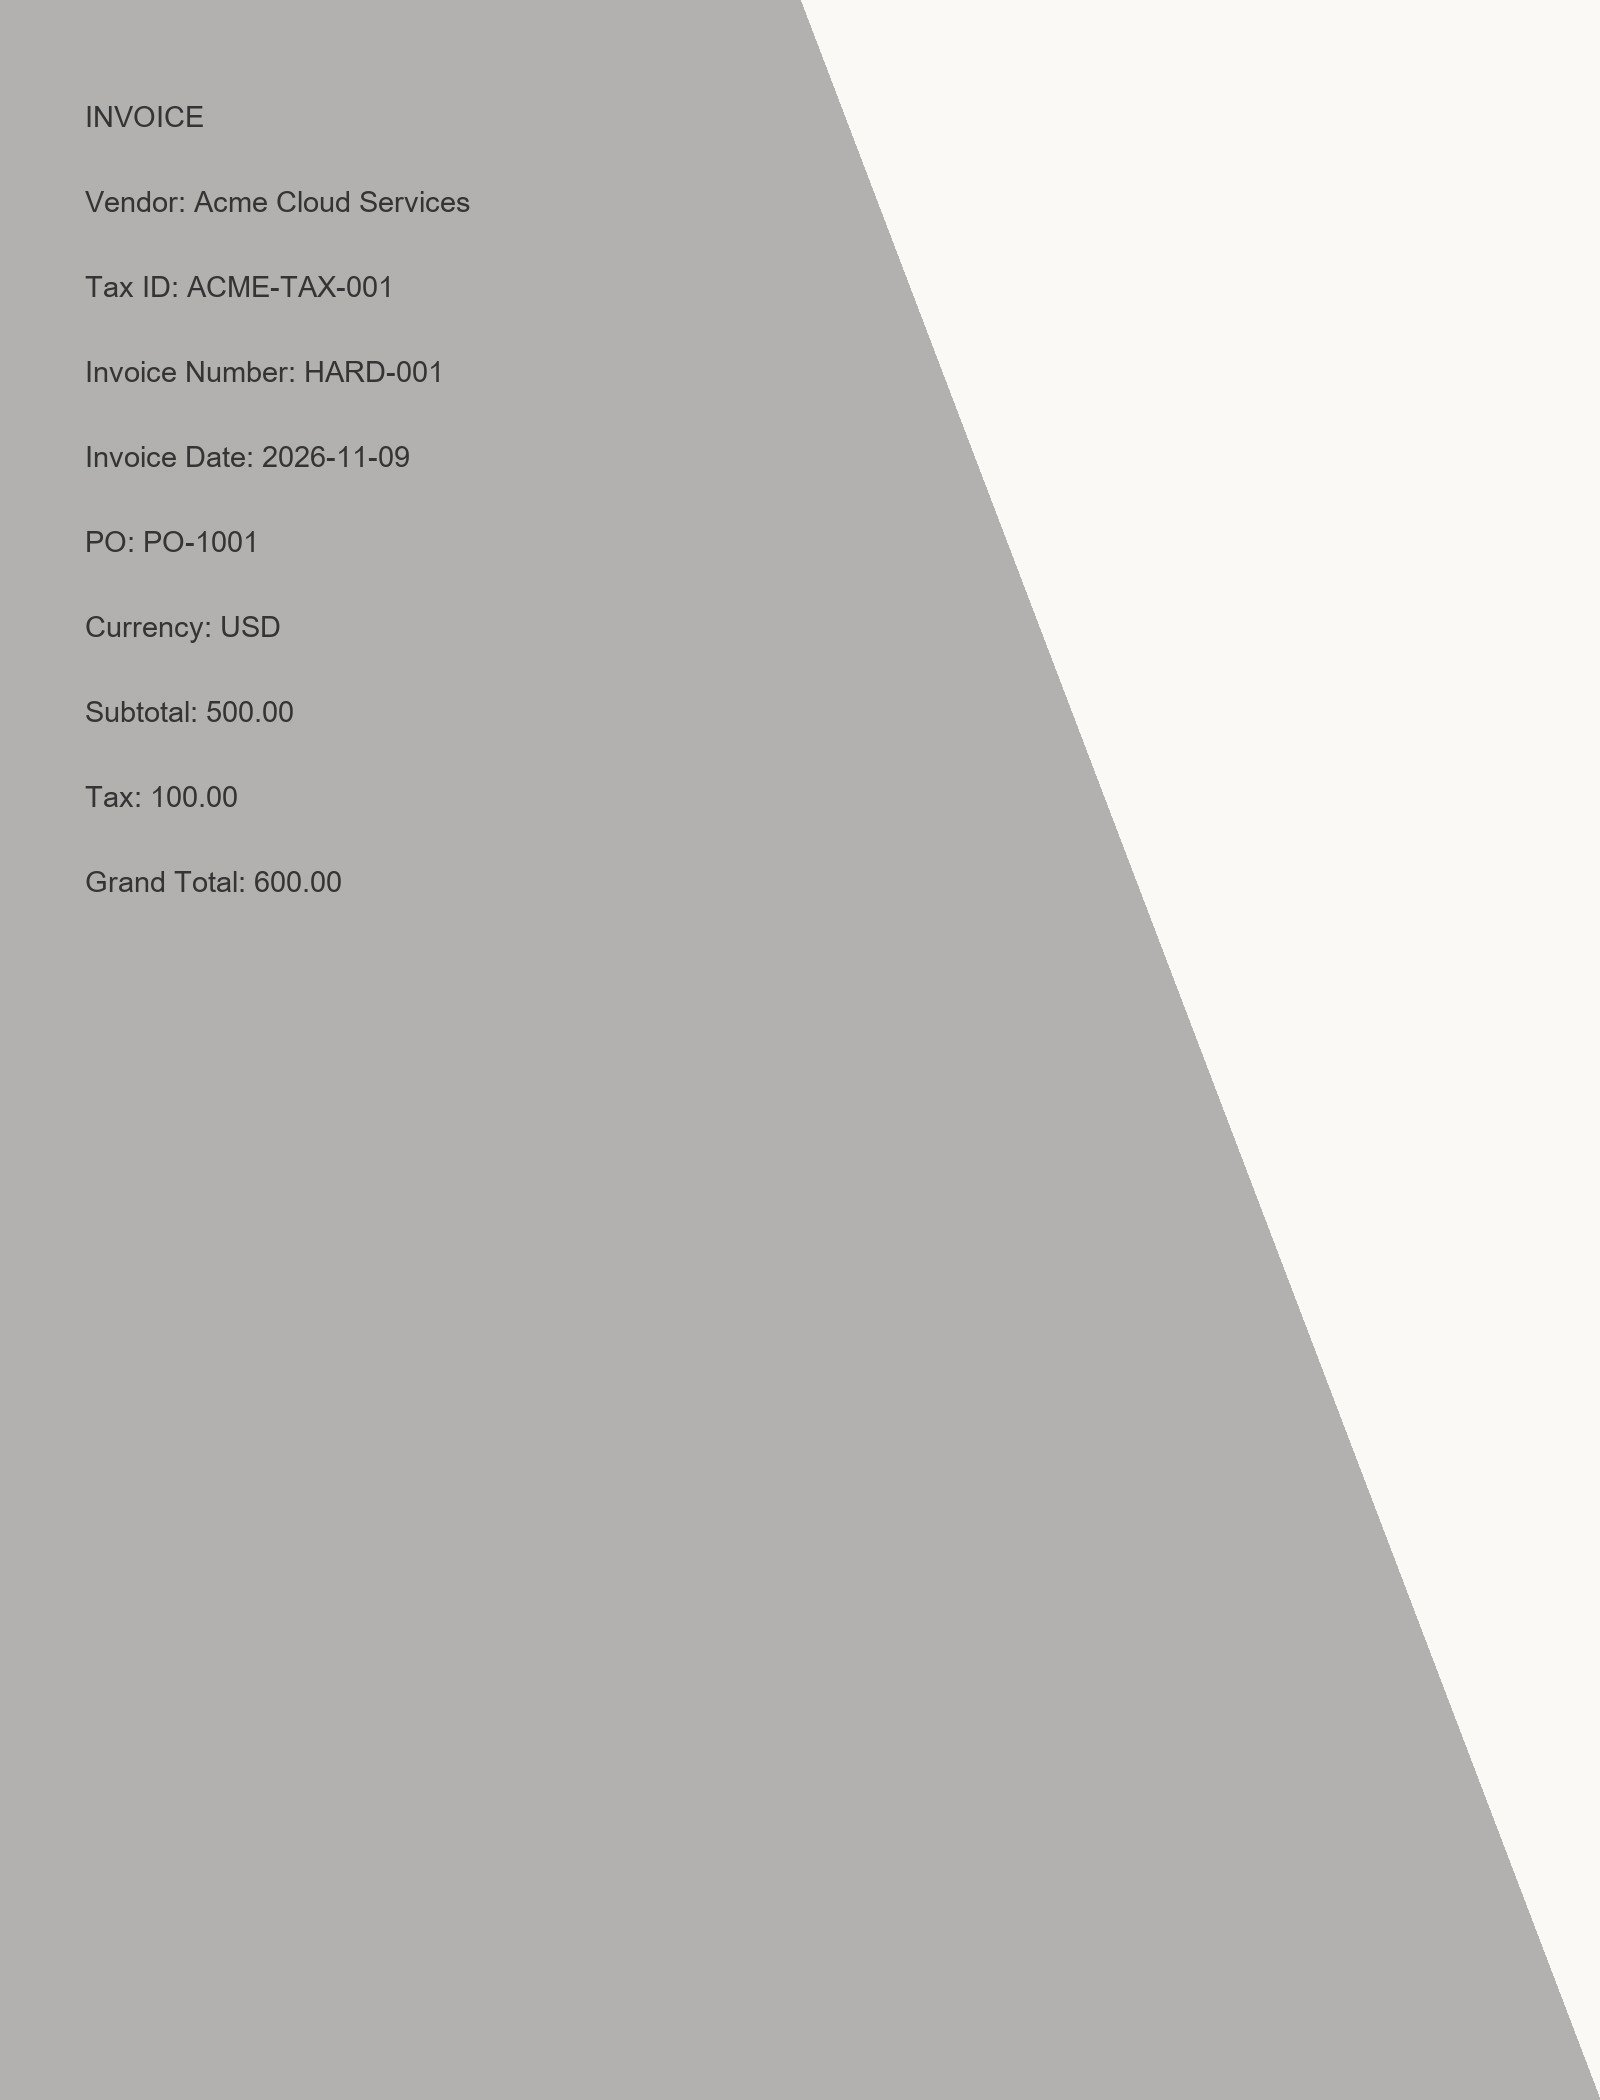 INVOICE
Vendor: Acme Cloud Services
Tax ID: ACME-TAX-001
Invoice Number: HARD-001
Invoice Date: 2026-11-09
PO: PO-1001
Currency: USD
Subtotal: 500.00
Tax: 100.00
Grand Total: 600.00